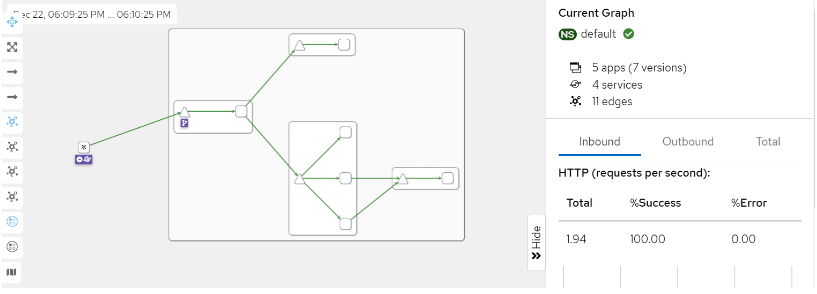 Dec 22, 06:09:25 PM ... 06:10:25 PM
Current Graph
NS default
5 apps (7 versions)
4 services
11 edges
Inbound Outbound Total
HTTP (requests per second):
Total %Success %Error
1.94 100.00 0.00
Hide